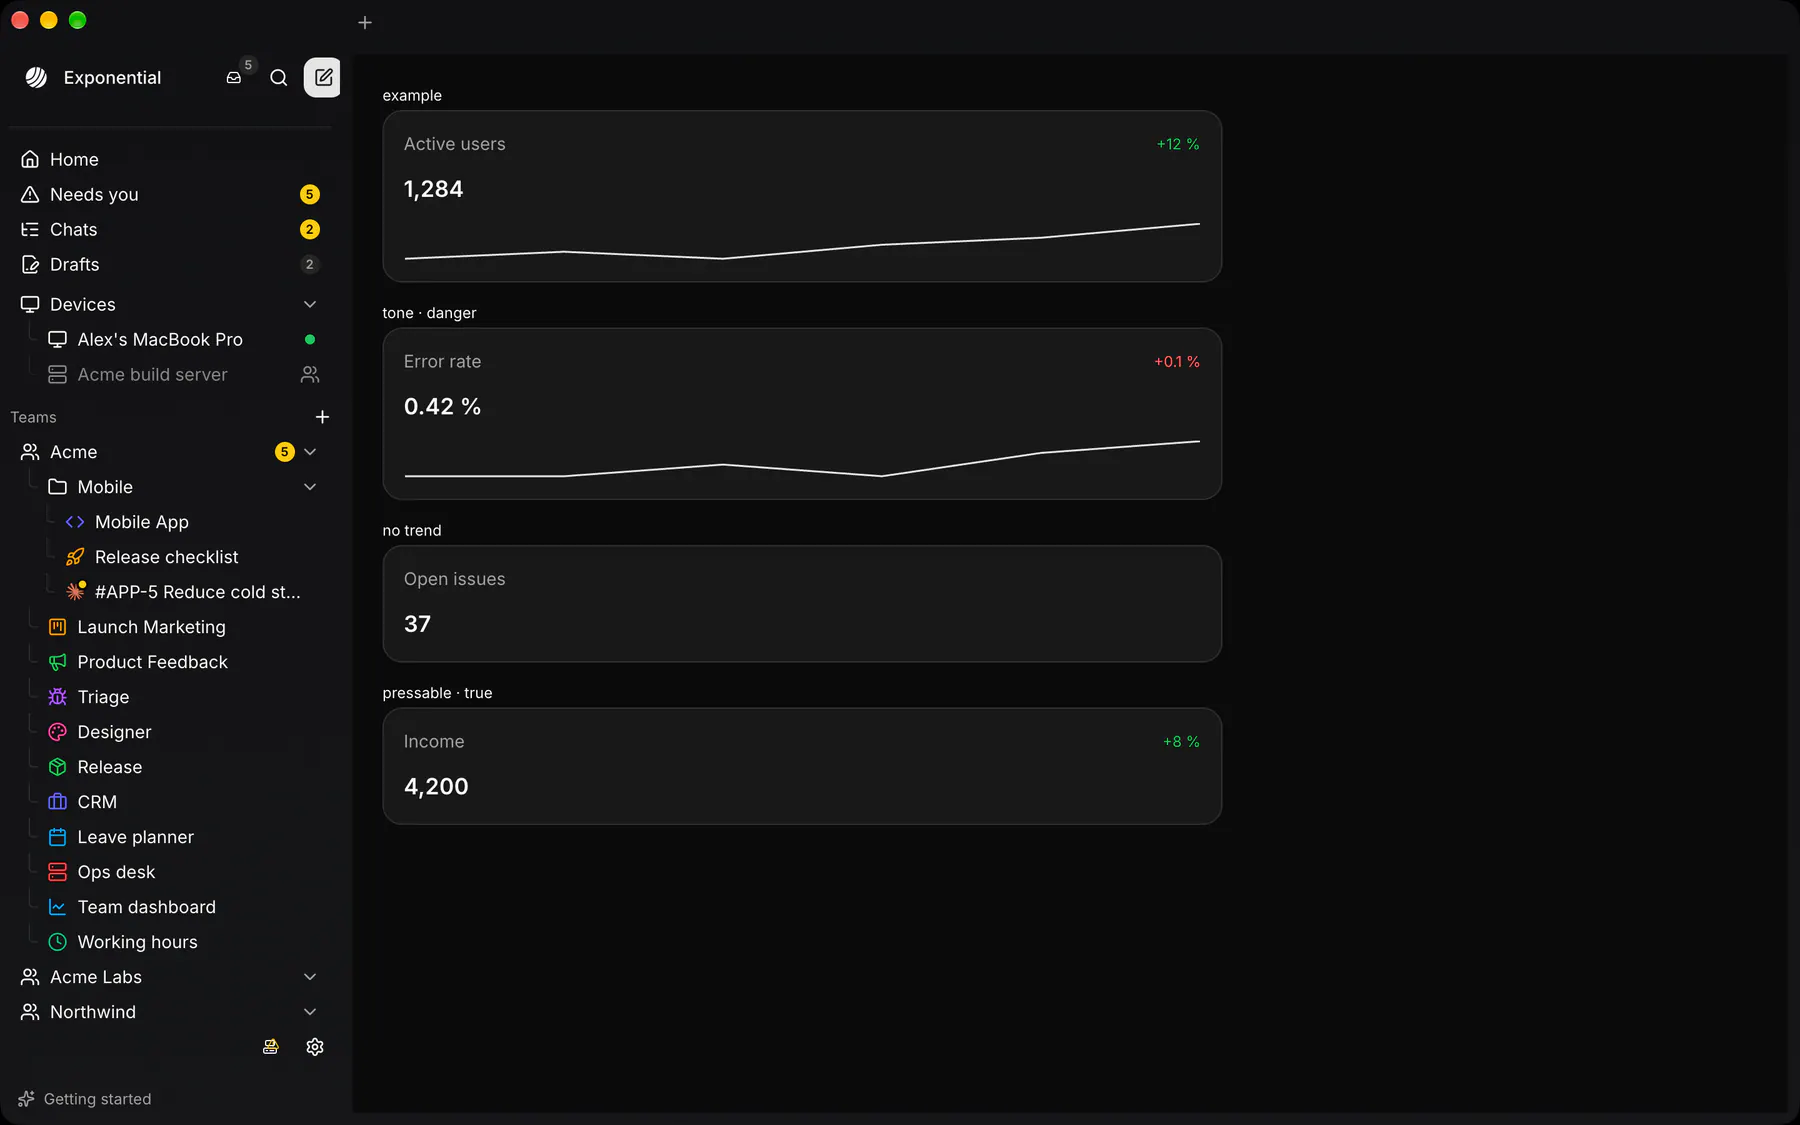 5
Exponential
Home
Needs you 5
Chats 2
Drafts 2
Devices
Alex's MacBook Pro
Acme build server
Teams
Acme 5
Mobile
Mobile App
Release checklist
#APP-5 Reduce cold st...
Launch Marketing
Product Feedback
Triage
Designer
Release
CRM
Leave planner
Ops desk
Team dashboard
Working hours
Acme Labs
Northwind
Getting started
example
Active users +12 %
1,284
tone · danger
Error rate +0.1 %
0.42 %
no trend
Open issues
37
pressable · true
Income +8 %
4,200